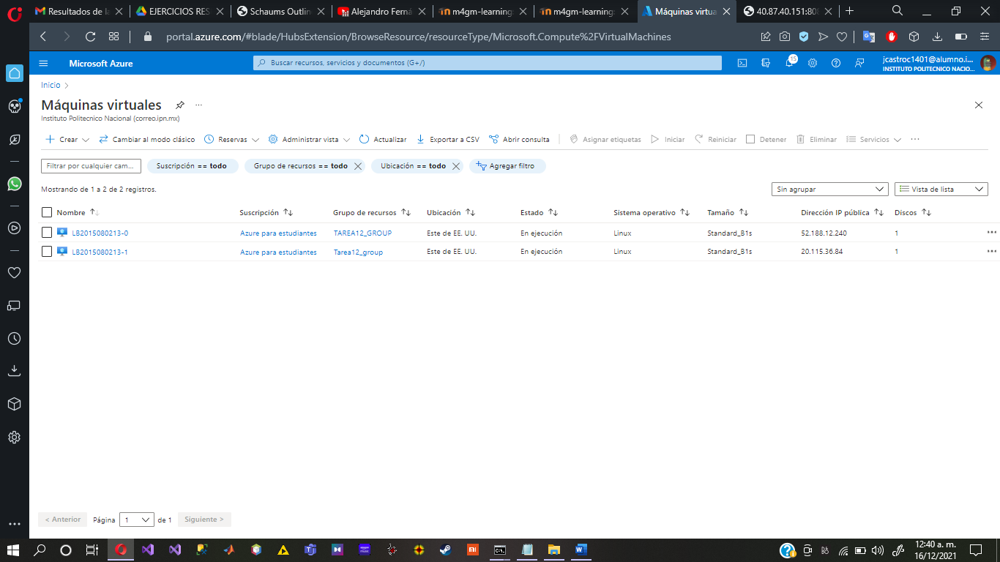 Resultados de la
EJERCICIOS RES
Schaums Outlin
Alejandro Ferná
m4gm-learning
m4gm-learning
Máquinas virtua
40.87.40.151:808
portal.azure.com/#blade/HubsExtension/BrowseResource/resourceType/Microsoft.Compute%2FVirtualMachines
Microsoft Azure
Buscar recursos, servicios y documentos (G+/)
15
jcastroc1401@alumno.i...
INSTITUTO POLITECNICO NACIO...
Inicio >
Máquinas virtuales ...
Instituto Politecnico Nacional (correo.ipn.mx)
Crear Cambiar al modo clásico Reservas Administrar vista Actualizar Exportar a CSV Abrir consulta Asignar etiquetas Iniciar Reiniciar Detener Eliminar Servicios ...
Filtrar por cualquier cam... Suscripción == todo Grupo de recursos == todo Ubicación == todo Agregar filtro
Mostrando de 1 a 2 de 2 registros. Sin agrupar Vista de lista
Nombre Suscripción Grupo de recursos Ubicación Estado Sistema operativo Tamaño Dirección IP pública Discos
LB2015080213-0 Azure para estudiantes TAREA12_GROUP Este de EE. UU. En ejecución Linux Standard_B1s 52.188.12.240 1 ...
LB2015080213-1 Azure para estudiantes Tarea12_group Este de EE. UU. En ejecución Linux Standard_B1s 20.115.36.84 1 ...
< Anterior Página 1 de 1 Siguiente >
12:40 a. m.
16/12/2021